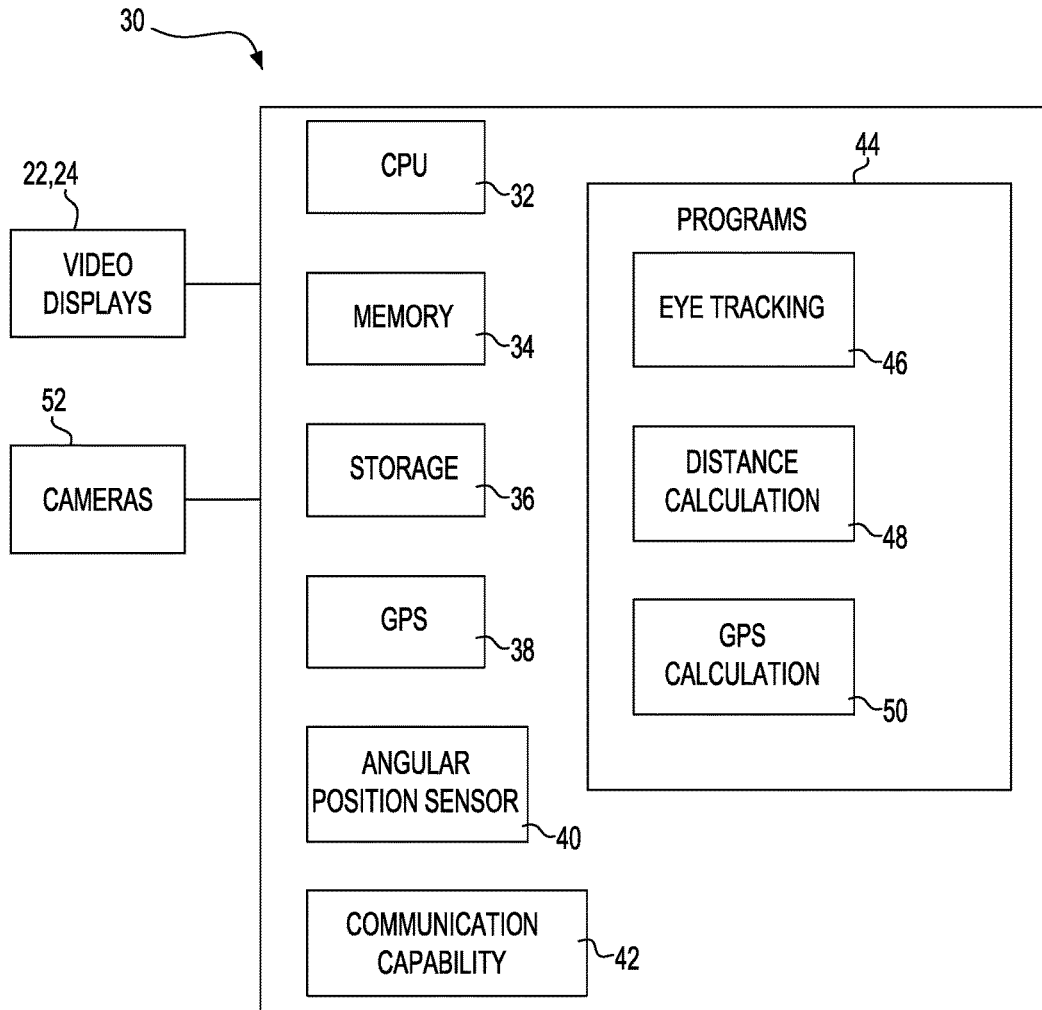 30
22,24
VIDEO
DISPLAYS
52
CAMERAS
CPU
32
MEMORY
34
STORAGE
36
GPS
38
ANGULAR
POSITION SENSOR
40
COMMUNICATION
CAPABILITY
42
44
PROGRAMS
EYE TRACKING
46
DISTANCE
CALCULATION
48
GPS
CALCULATION
50